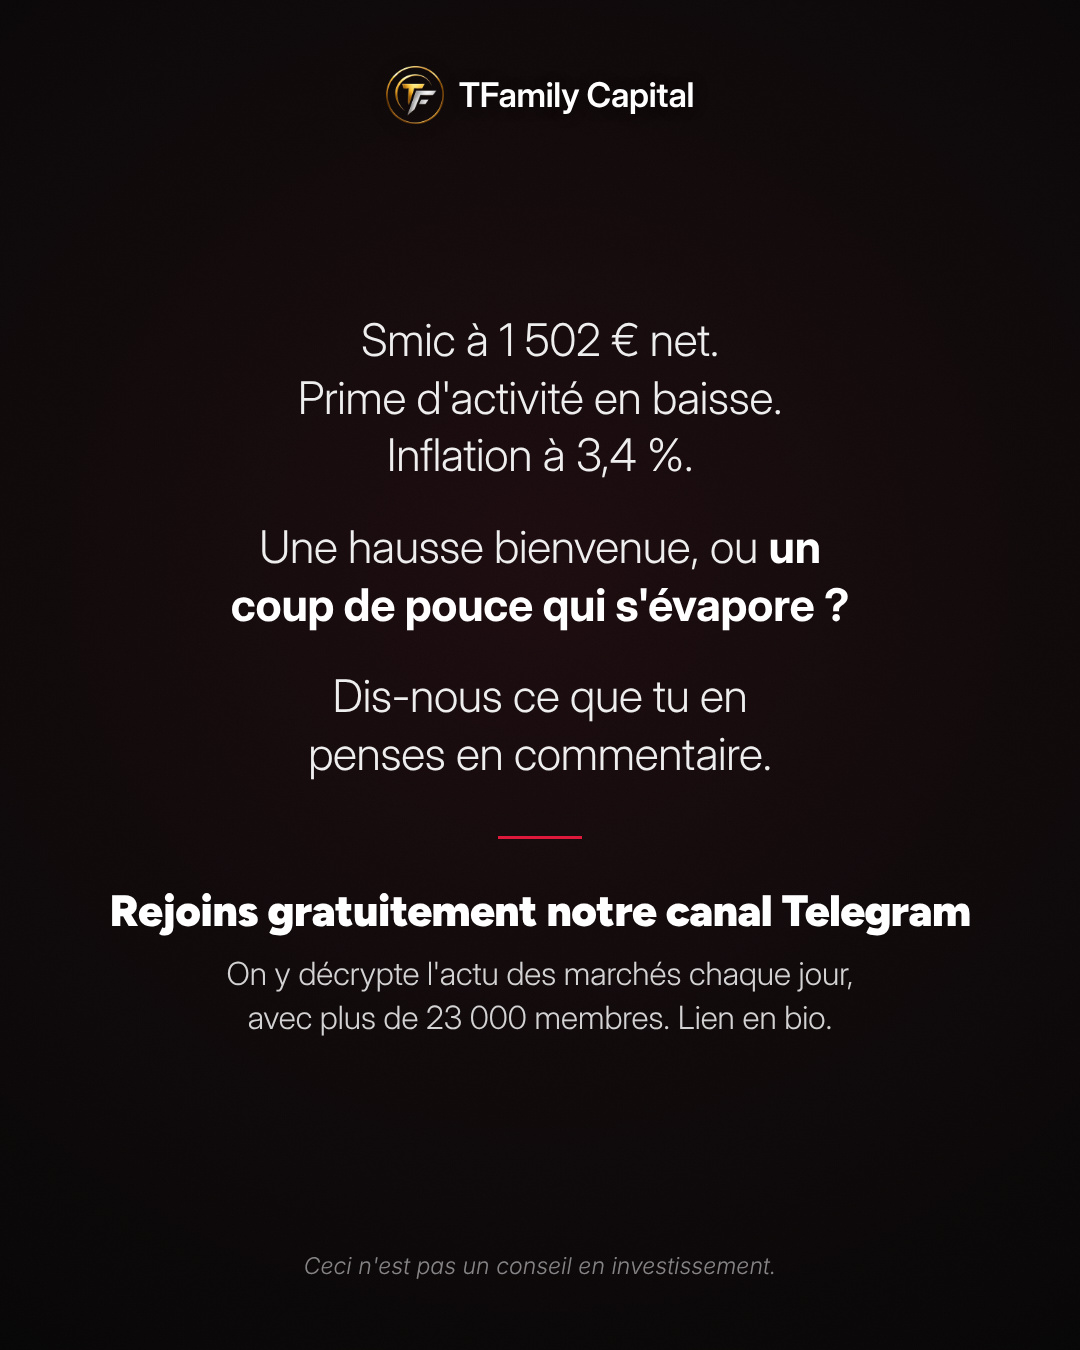 TF TFamily Capital
Smic à 1 502 € net.
Prime d'activité en baisse.
Inflation à 3,4 %.
Une hausse bienvenue, ou un
coup de pouce qui s'évapore ?
Dis-nous ce que tu en
penses en commentaire.
Rejoins gratuitement notre canal Telegram
On y décrypte l'actu des marchés chaque jour,
avec plus de 23 000 membres. Lien en bio.
Ceci n'est pas un conseil en investissement.